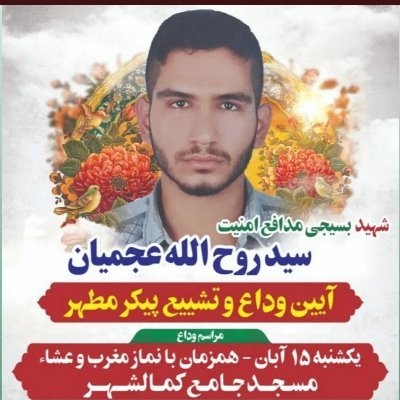 شهید بسیجی مدافع امنیت
سید روح الله عجمیان
آیین وداع و تشییع پیکر مطهر
مراسم وداع
یکشنبه ۱۵ آبان - همزمان با نماز مغرب و عشاء
مسجد جامع کمالشهر